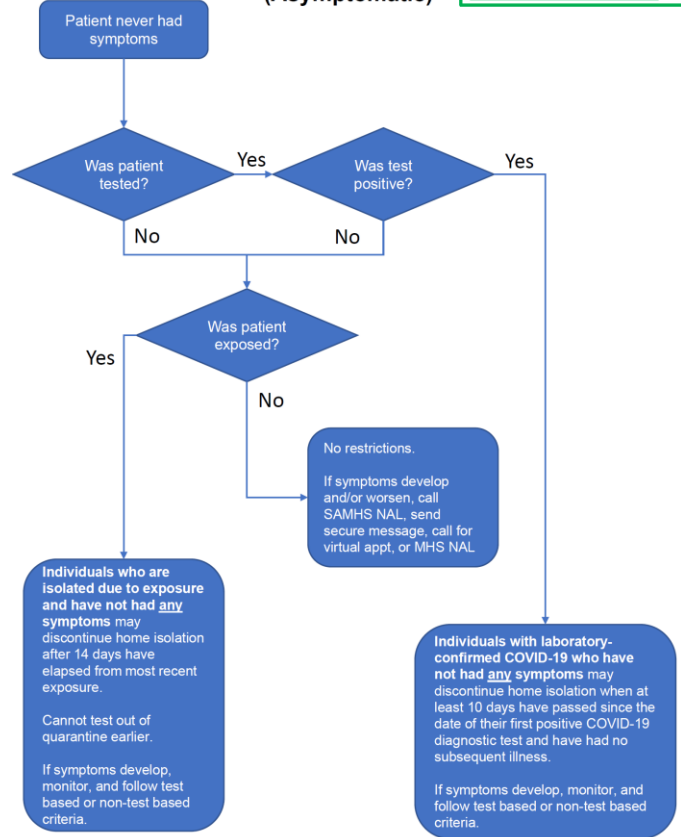 (Asymptomatic)
Patient never had
symptoms
Was patient
tested?
Yes
Was test
positive?
Yes
No
No
Was patient
exposed?
Yes
No
No restrictions.
If symptoms develop
and/or worsen, call
SAMHS NAL, send
secure message, call for
virtual appt, or MHS NAL
Individuals who are
isolated due to exposure
and have not had any
symptoms may
discontinue home isolation
after 14 days have
elapsed from most recent
exposure.
Cannot test out of
quarantine earlier.
If symptoms develop,
monitor, and follow test
based or non-test based
criteria.
Individuals with laboratory-
confirmed COVID-19 who have
not had any symptoms may
discontinue home isolation when at
least 10 days have passed since the
date of their first positive COVID-19
diagnostic test and have had no
subsequent illness.
If symptoms develop, monitor, and
follow test based or non-test based
criteria.